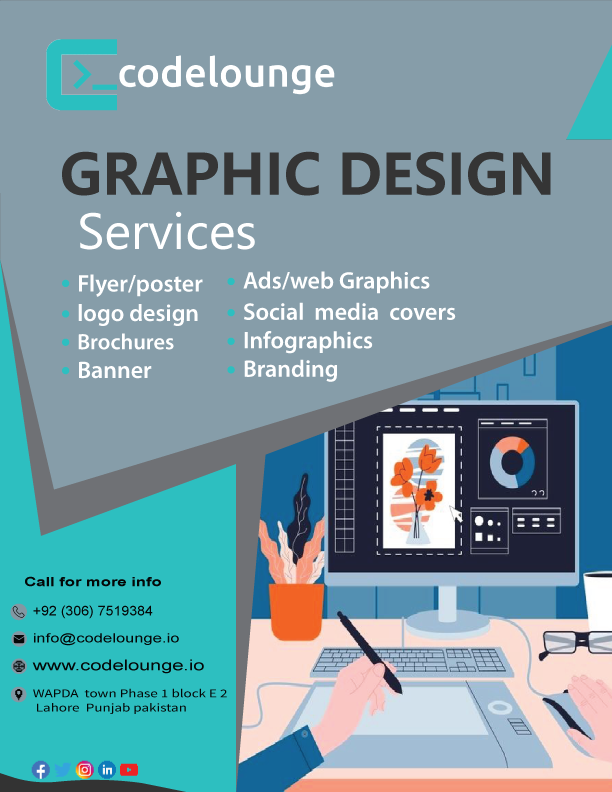 codelounge
GRAPHIC DESIGN
Services
Flyer/poster
logo design
Brochures
Banner
Ads/web Graphics
Social media covers
Infographics
Branding
Call for more info
+92 (306) 7519384
info@codelounge.io
www.codelounge.io
WAPDA town Phase 1 block E 2
Lahore Punjab pakistan